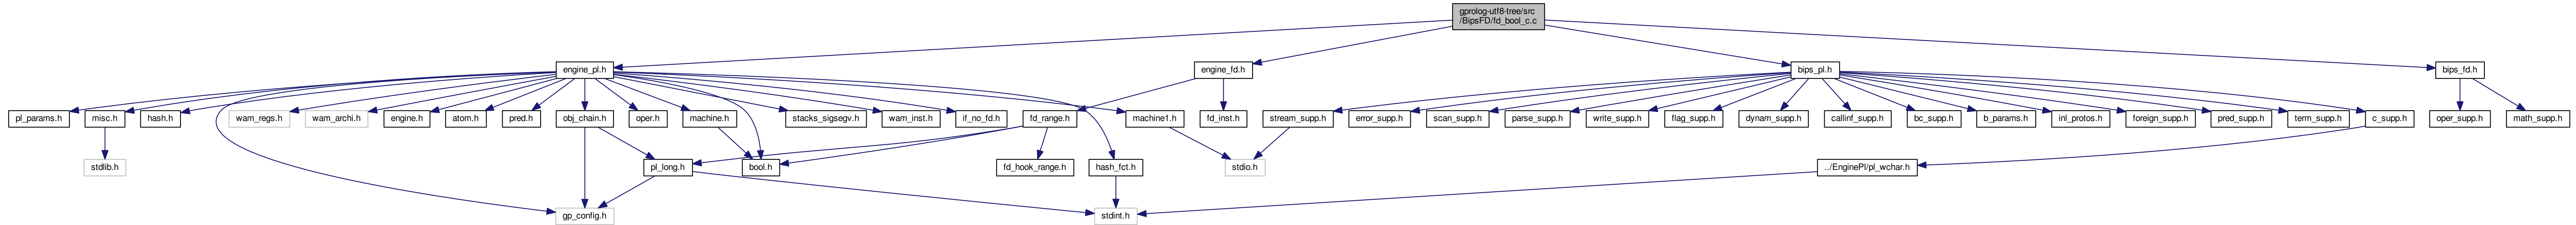 gprolog-utf8-tree/src
/BipsFD/fd_bool_c.c
engine_pl.h
engine_fd.h
bips_pl.h
bips_fd.h
pl_params.h
misc.h
hash.h
wam_regs.h
wam_archi.h
engine.h
atom.h
pred.h
obj_chain.h
oper.h
machine.h
stacks_sigsegv.h
wam_inst.h
if_no_fd.h
fd_range.h
machine1.h
fd_inst.h
stream_supp.h
error_supp.h
scan_supp.h
parse_supp.h
write_supp.h
flag_supp.h
dynam_supp.h
callinf_supp.h
bc_supp.h
b_params.h
inl_protos.h
foreign_supp.h
pred_supp.h
term_supp.h
c_supp.h
oper_supp.h
math_supp.h
stdlib.h
pl_long.h
bool.h
fd_hook_range.h
hash_fct.h
stdio.h
../EnginePl/pl_wchar.h
gp_config.h
stdint.h